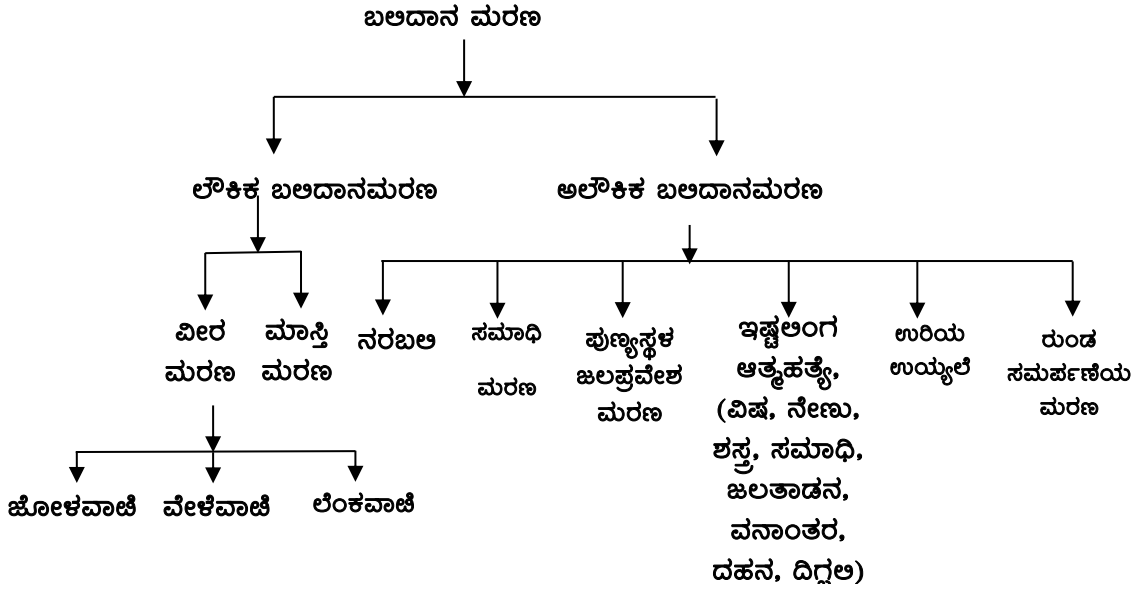 ಬಲಿದಾನ ಮರಣ
ಲೌಕಿಕ ಬಲಿದಾನಮರಣ
ಅಲೌಕಿಕ ಬಲಿದಾನಮರಣ
ವೀರ
ಮರಣ
ಮಾಸ್ತಿ
ಮರಣ
ನರಬಲಿ
ಸಮಾಧಿ
ಮರಣ
ಪುಣ್ಯಸ್ಥಳ
ಜಲಪ್ರವೇಶ
ಮರಣ
ಇಷ್ಟಲಿಂಗ
ಆತ್ಮಹತ್ಯೆ,
(ವಿಷ, ನೇಣು,
ಶಸ್ತ್ರ, ಸಮಾಧಿ,
ಜಲತಾಡನ,
ವನಾಂತರ,
ದಹನ, ದಿಗ್ಬಲಿ)
ಉರಿಯ
ಉಯ್ಯಲೆ
ರುಂಡ
ಸಮರ್ಪಣೆಯ
ಮರಣ
ಜೋಳವಾಱಿ
ವೇಳೆವಾಱಿ
ಲೆಂಕವಾಱಿ